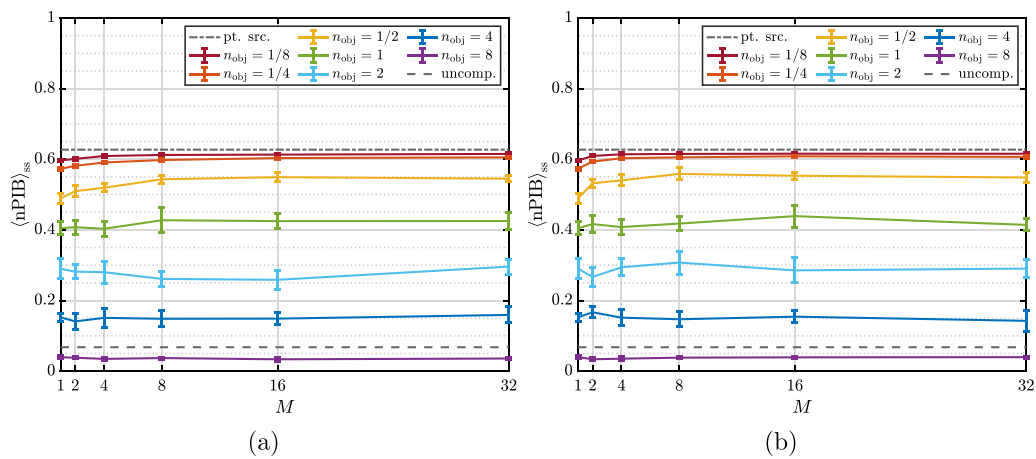 1
0.8
0.6
0.4
0.2
0
⟨nPIB⟩ss
pt. src. n_obj = 1/2 n_obj = 4
n_obj = 1/8 n_obj = 1 n_obj = 8
n_obj = 1/4 n_obj = 2 uncomp.
1 2 4 8 16 32
M
(a)
1
0.8
0.6
0.4
0.2
0
⟨nPIB⟩ss
pt. src. n_obj = 1/2 n_obj = 4
n_obj = 1/8 n_obj = 1 n_obj = 8
n_obj = 1/4 n_obj = 2 uncomp.
1 2 4 8 16 32
M
(b)